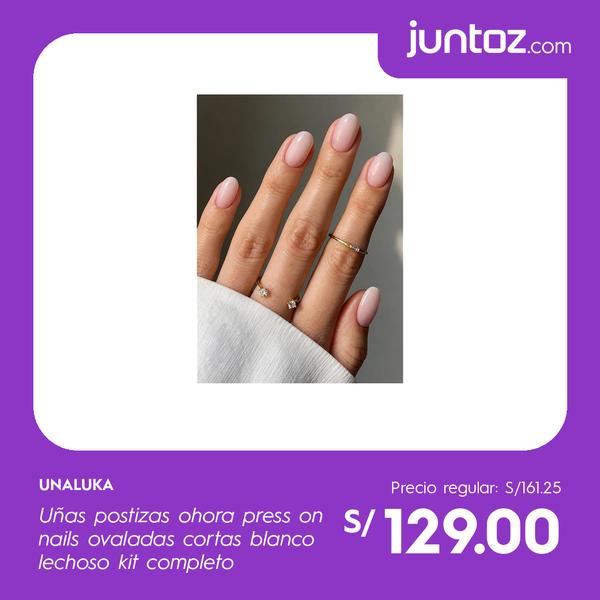 juntoz.com
UNALUKA
Uñas postizas ohora press on
nails ovaladas cortas blanco
lechoso kit completo
Precio regular: S/161.25
S/129.00